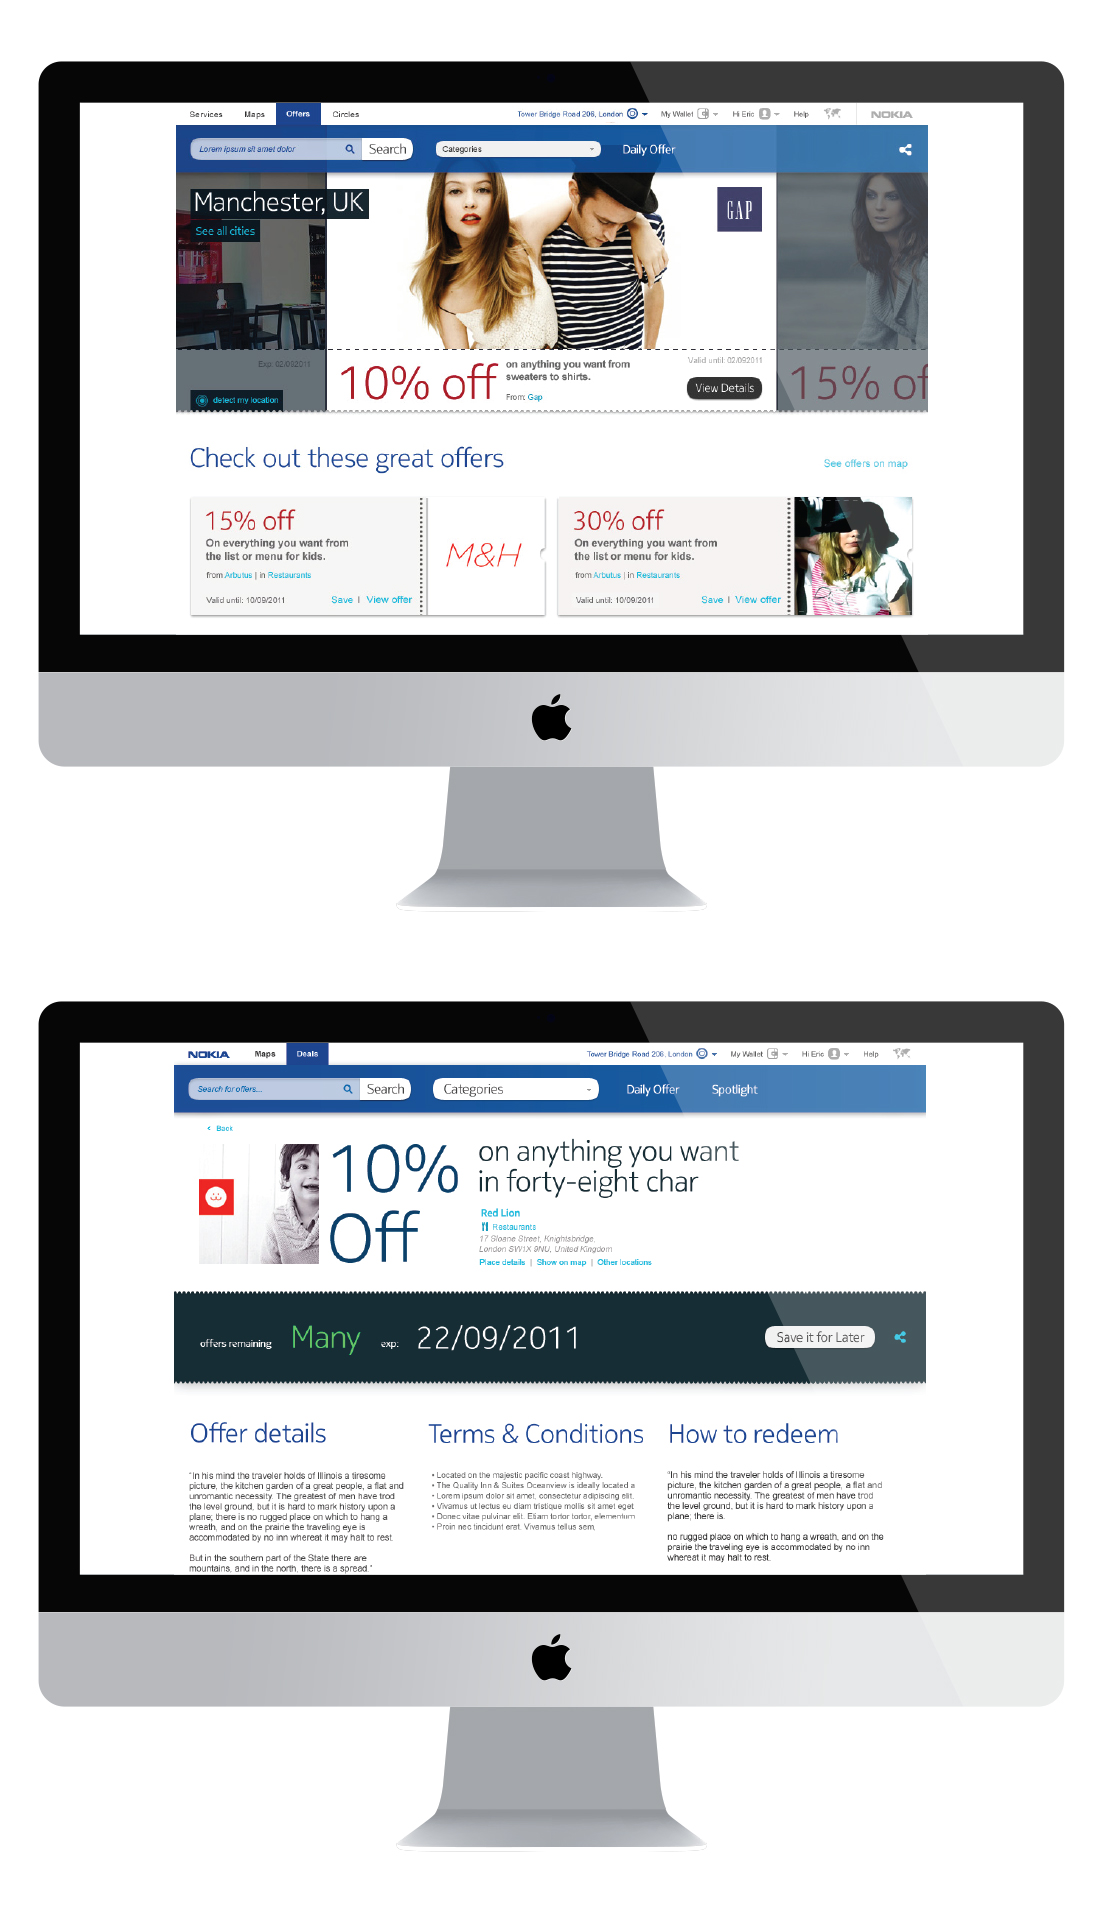 Services Maps Offers Circles Tower Bridge Road 206, London My Wallet Hi Eric Help NOKIA
Lorem ipsum sit amet dolor Search Categories Daily Offer
Manchester, UK
See all cities
GAP
Exp: 02/092011
detect my location
10% off
on anything you want from
sweaters to shirts.
From: Gap
Valid until: 02/092011
View Details
15% of
Check out these great offers
See offers on map
15% off
On everything you want from
the list or menu for kids.
from Arbutus | in Restaurants
Valid until: 10/09/2011 Save | View offer
M&H
30% off
On everything you want from
the list or menu for kids.
from Arbutus | in Restaurants
Valid until: 10/09/2011 Save | View offer
NOKIA Maps Deals Tower Bridge Road 206, London My Wallet Hi Eric Help
Search for offers... Search Categories Daily Offer Spotlight
< Back
10%
Off
on anything you want
in forty-eight char
Red Lion
Restaurants
17 Sloane Street, Knightsbridge,
London SW1X 9NU, United Kingdom
Place details | Show on map | Other locations
offers remaining Many exp: 22/09/2011 Save it for Later
Offer details
"In his mind the traveler holds of Illinois a tiresome
picture, the kitchen garden of a great people, a flat and
unromantic necessity. The greatest of men have trod
the level ground, but it is hard to mark history upon a
plane; there is no rugged place on which to hang a
wreath, and on the prairie the traveling eye is
accommodated by no inn whereat it may halt to rest.
But in the southern part of the State there are
mountains, and in the north, there is a spread."
Terms & Conditions
• Located on the majestic pacific coast highway.
• The Quality Inn & Suites Oceanview is ideally located a
• Lorem ipsum dolor sit amet, consectetur adipiscing elit.
• Vivamus ut lectus eu diam tristique mollis sit amet eget
• Donec vitae pulvinar elit. Etiam tortor tortor, elementum
• Proin nec tincidunt erat. Vivamus tellus sem,
How to redeem
"In his mind the traveler holds of Illinois a tiresome
picture, the kitchen garden of a great people, a flat and
unromantic necessity. The greatest of men have trod
the level ground, but it is hard to mark history upon a
plane; there is.
no rugged place on which to hang a wreath, and on the
prairie the traveling eye is accommodated by no inn
whereat it may halt to rest.